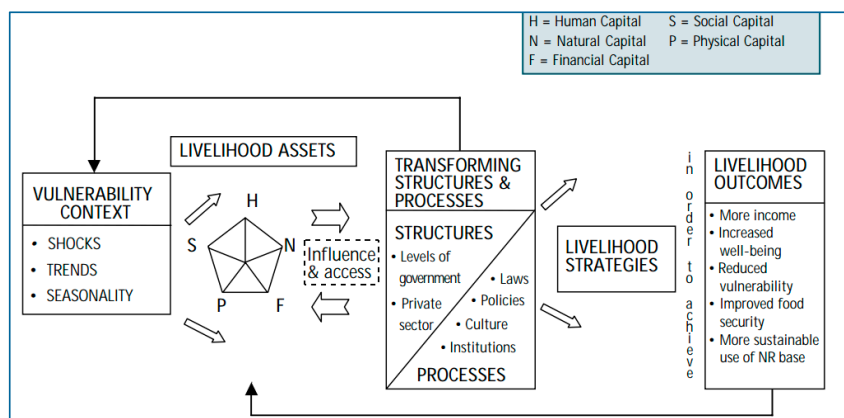 H = Human Capital S = Social Capital
N = Natural Capital P = Physical Capital
F = Financial Capital
LIVELIHOOD ASSETS
VULNERABILITY
CONTEXT
• SHOCKS
• TRENDS
• SEASONALITY
H
S
N
P
F
Influence
& access
TRANSFORMING
STRUCTURES &
PROCESSES
STRUCTURES
• Levels of
government
• Private
sector
• Laws
• Policies
• Culture
• Institutions
PROCESSES
LIVELIHOOD
STRATEGIES
in order to achieve
LIVELIHOOD
OUTCOMES
• More income
• Increased
well-being
• Reduced
vulnerability
• Improved food
security
• More sustainable
use of NR base